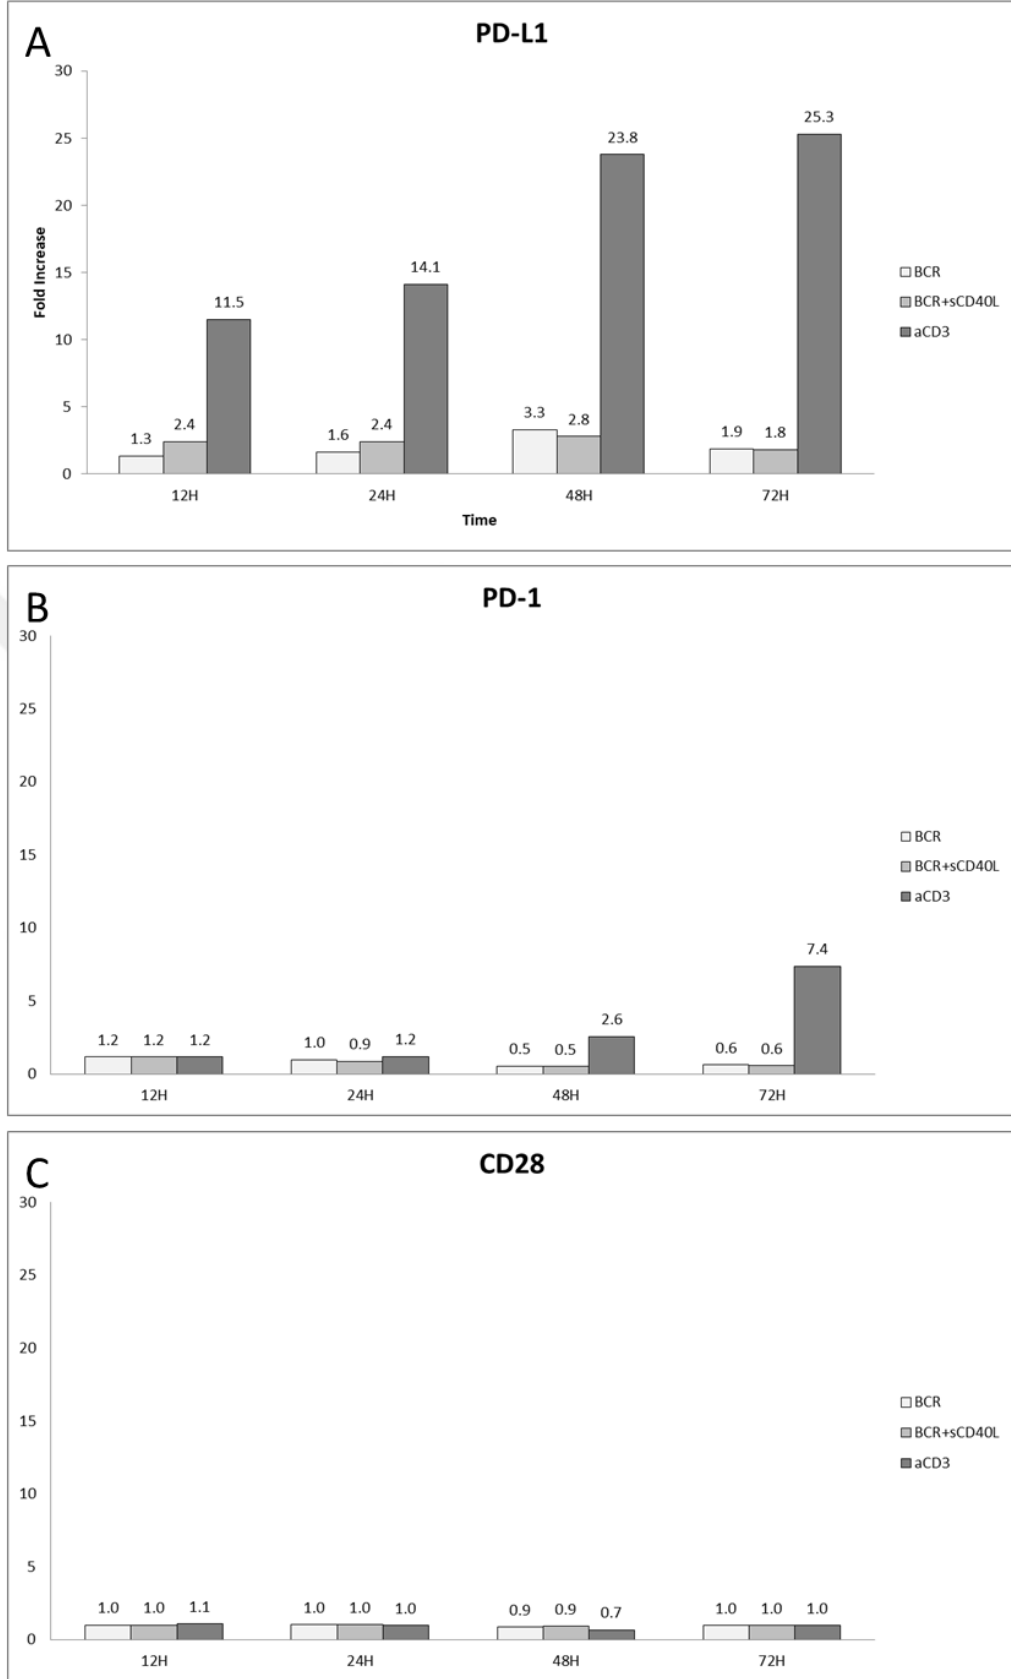 A
PD-L1
30
25
20
15
10
5
0
Fold Increase
1.3 2.4 11.5
1.6 2.4 14.1
3.3 2.8 23.8
1.9 1.8 25.3
12H 24H 48H 72H
Time
BCR
BCR+sCD40L
aCD3
B
PD-1
30
25
20
15
10
5
0
1.2 1.2 1.2
1.0 0.9 1.2
0.5 0.5 2.6
0.6 0.6 7.4
12H 24H 48H 72H
BCR
BCR+sCD40L
aCD3
C
CD28
30
25
20
15
10
5
0
1.0 1.0 1.1
1.0 1.0 1.0
0.9 0.9 0.7
1.0 1.0 1.0
12H 24H 48H 72H
BCR
BCR+sCD40L
aCD3